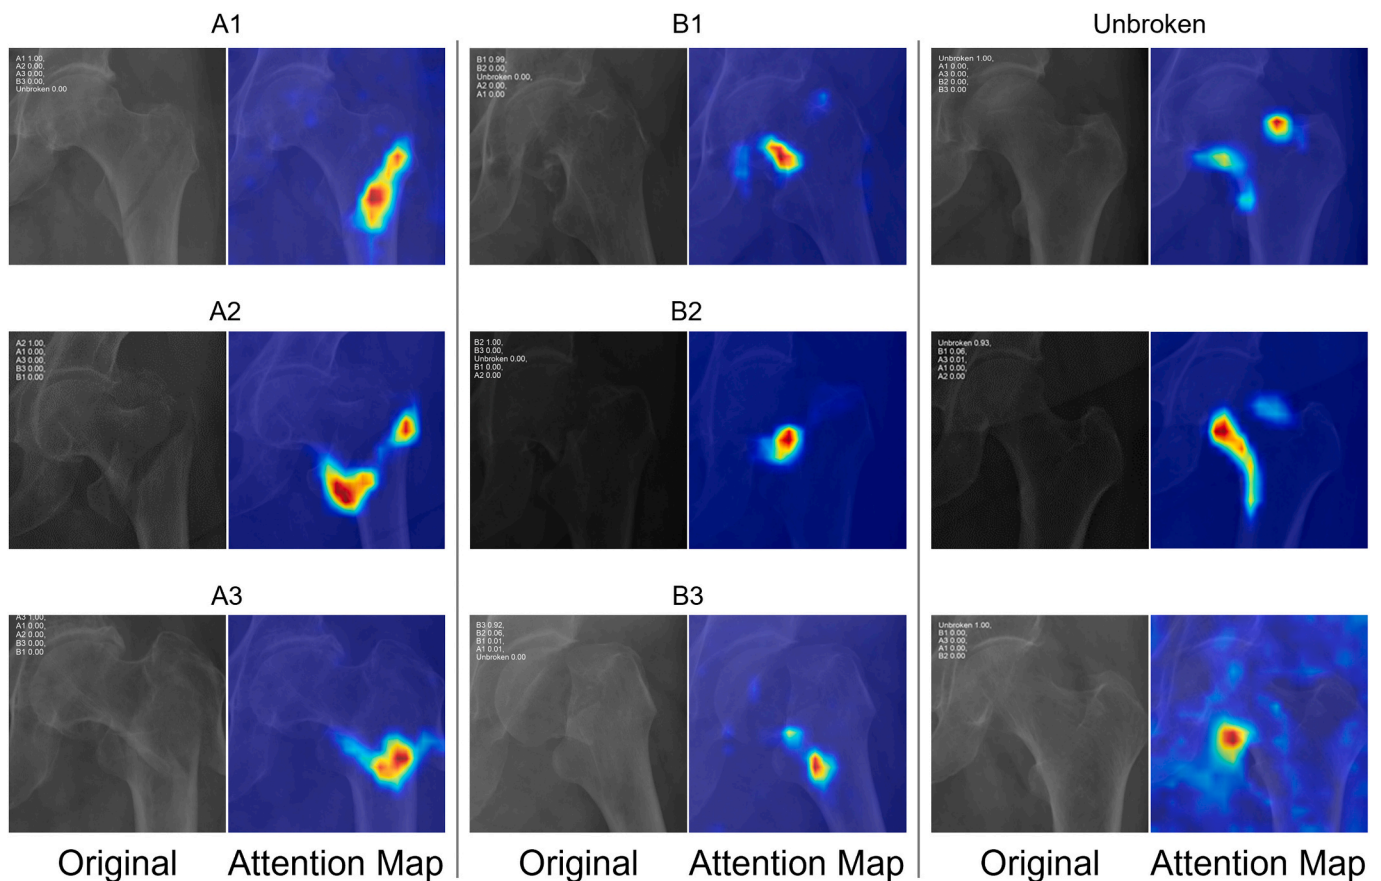 A1
B1
Unbroken
A1 1.00,
A2 0.00,
A3 0.00,
B3 0.00,
Unbroken 0.00
B1 0.99,
B2 0.00,
Unbroken 0.00,
A2 0.00,
A1 0.00
Unbroken 1.00,
A1 0.00,
A3 0.00,
B2 0.00,
B3 0.00
A2
B2
A2 1.00,
A1 0.00,
A3 0.00,
B3 0.00,
B1 0.00
B2 1.00,
B3 0.00,
Unbroken 0.00,
B1 0.00,
A2 0.00
Unbroken 0.93,
B1 0.06,
A3 0.01,
A1 0.00,
A2 0.00
A3
B3
A3 1.00,
A1 0.00,
A2 0.00,
B3 0.00,
B1 0.00
B3 0.92,
B2 0.06,
B1 0.01,
A1 0.01,
Unbroken 0.00
Unbroken 1.00,
B1 0.00,
A3 0.00,
A1 0.00,
B2 0.00
Original
Attention Map
Original
Attention Map
Original
Attention Map